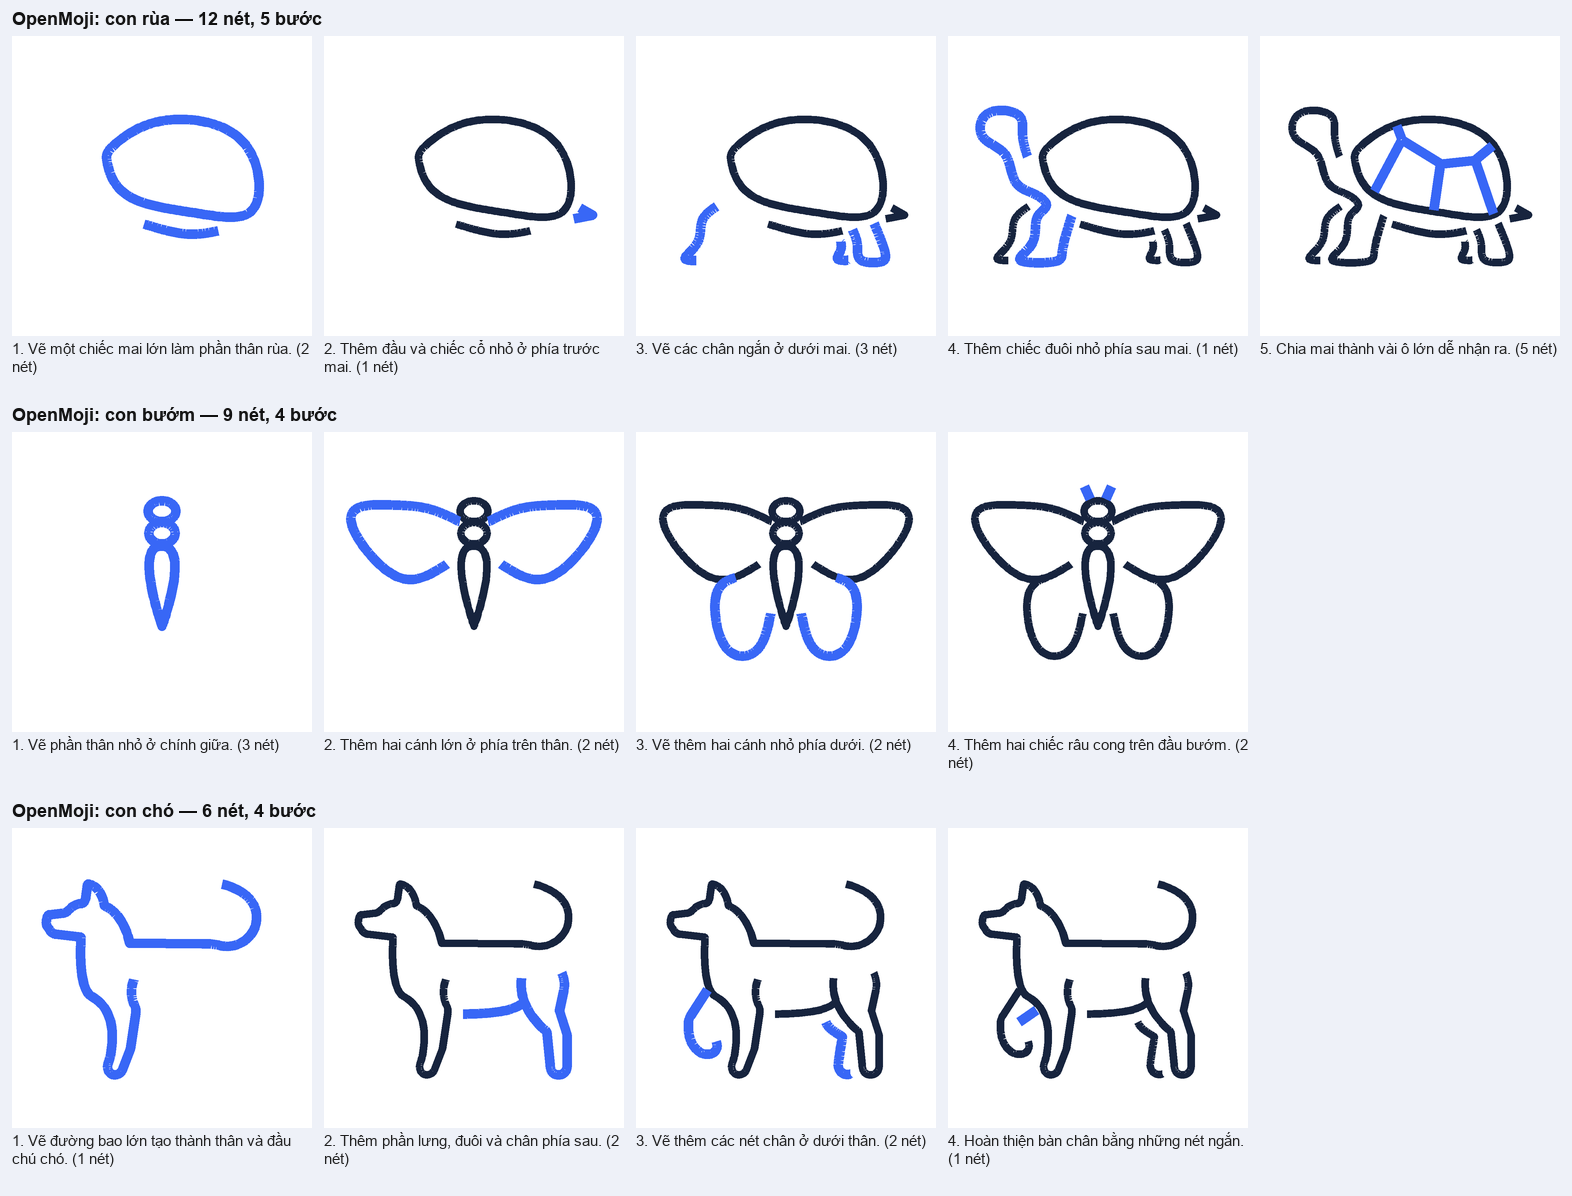 OpenMoji: con rùa — 12 nét, 5 bước
1. Vẽ một chiếc mai lớn làm phần thân rùa. (2
nét)
2. Thêm đầu và chiếc cổ nhỏ ở phía trước
mai. (1 nét)
3. Vẽ các chân ngắn ở dưới mai. (3 nét)
4. Thêm chiếc đuôi nhỏ phía sau mai. (1 nét)
5. Chia mai thành vài ô lớn dễ nhận ra. (5 nét)
OpenMoji: con bướm — 9 nét, 4 bước
1. Vẽ phần thân nhỏ ở chính giữa. (3 nét)
2. Thêm hai cánh lớn ở phía trên thân. (2 nét)
3. Vẽ thêm hai cánh nhỏ phía dưới. (2 nét)
4. Thêm hai chiếc râu cong trên đầu bướm. (2
nét)
OpenMoji: con chó — 6 nét, 4 bước
1. Vẽ đường bao lớn tạo thành thân và đầu
chú chó. (1 nét)
2. Thêm phần lưng, đuôi và chân phía sau. (2
nét)
3. Vẽ thêm các nét chân ở dưới thân. (2 nét)
4. Hoàn thiện bàn chân bằng những nét ngắn.
(1 nét)